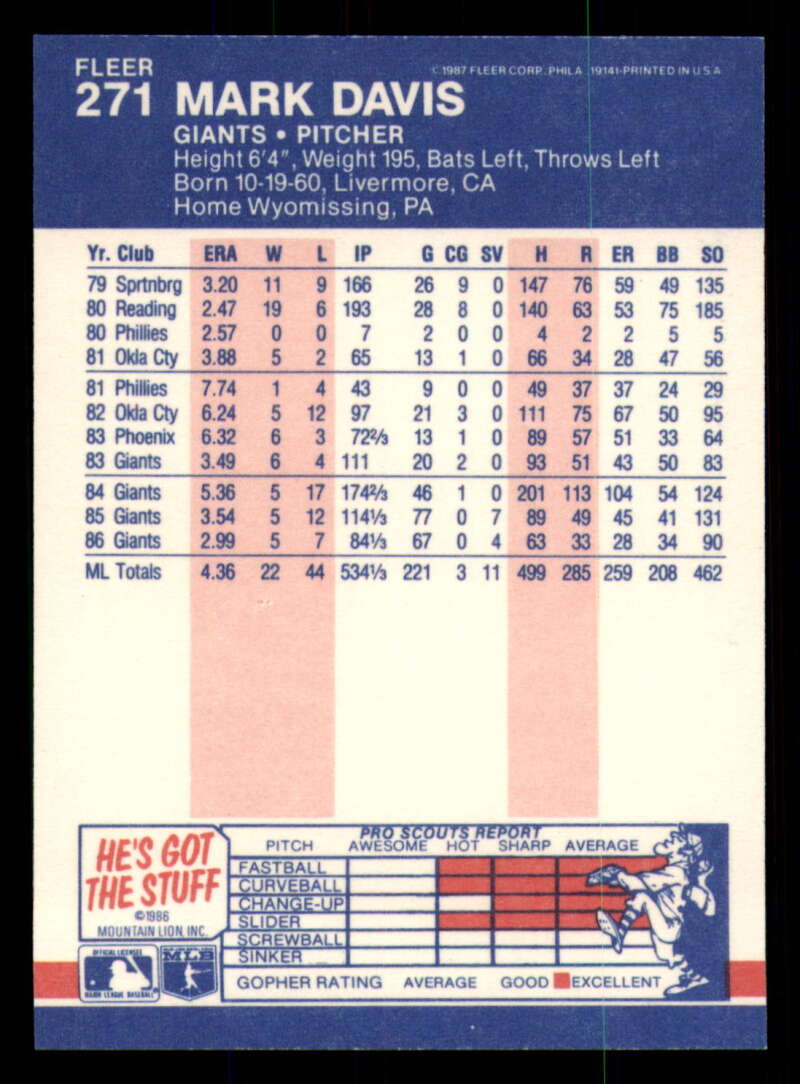 FLEER
© 1987 FLEER CORP. PHILA. 19141-PRINTED IN U.S.A.
271 MARK DAVIS
GIANTS • PITCHER
Height 6'4", Weight 195, Bats Left, Throws Left
Born 10-19-60, Livermore, CA
Home Wyomissing, PA
Yr. Club ERA W L IP G CG SV H R ER BB SO
79 Sprtnbrg 3.20 11 9 166 26 9 0 147 76 59 49 135
80 Reading 2.47 19 6 193 28 8 0 140 63 53 75 185
80 Phillies 2.57 0 0 7 2 0 0 4 2 2 5 5
81 Okla Cty 3.88 5 2 65 13 1 0 66 34 28 47 56
81 Phillies 7.74 1 4 43 9 0 0 49 37 37 24 29
82 Okla Cty 6.24 5 12 97 21 3 0 111 75 67 50 95
83 Phoenix 6.32 6 3 72⅔ 13 1 0 89 57 51 33 64
83 Giants 3.49 6 4 111 20 2 0 93 51 43 50 83
84 Giants 5.36 5 17 174⅔ 46 1 0 201 113 104 54 124
85 Giants 3.54 5 12 114⅓ 77 0 7 89 49 45 41 131
86 Giants 2.99 5 7 84⅓ 67 0 4 63 33 28 34 90
ML Totals 4.36 22 44 534⅓ 221 3 11 499 285 259 208 462
HE'S GOT
THE STUFF
©1986
MOUNTAIN LION, INC.
OFFICIAL LICENSEE
MAJOR LEAGUE BASEBALL
MLB
PRO SCOUTS REPORT
PITCH AWESOME HOT SHARP AVERAGE
FASTBALL
CURVEBALL
CHANGE-UP
SLIDER
SCREWBALL
SINKER
GOPHER RATING AVERAGE GOOD EXCELLENT